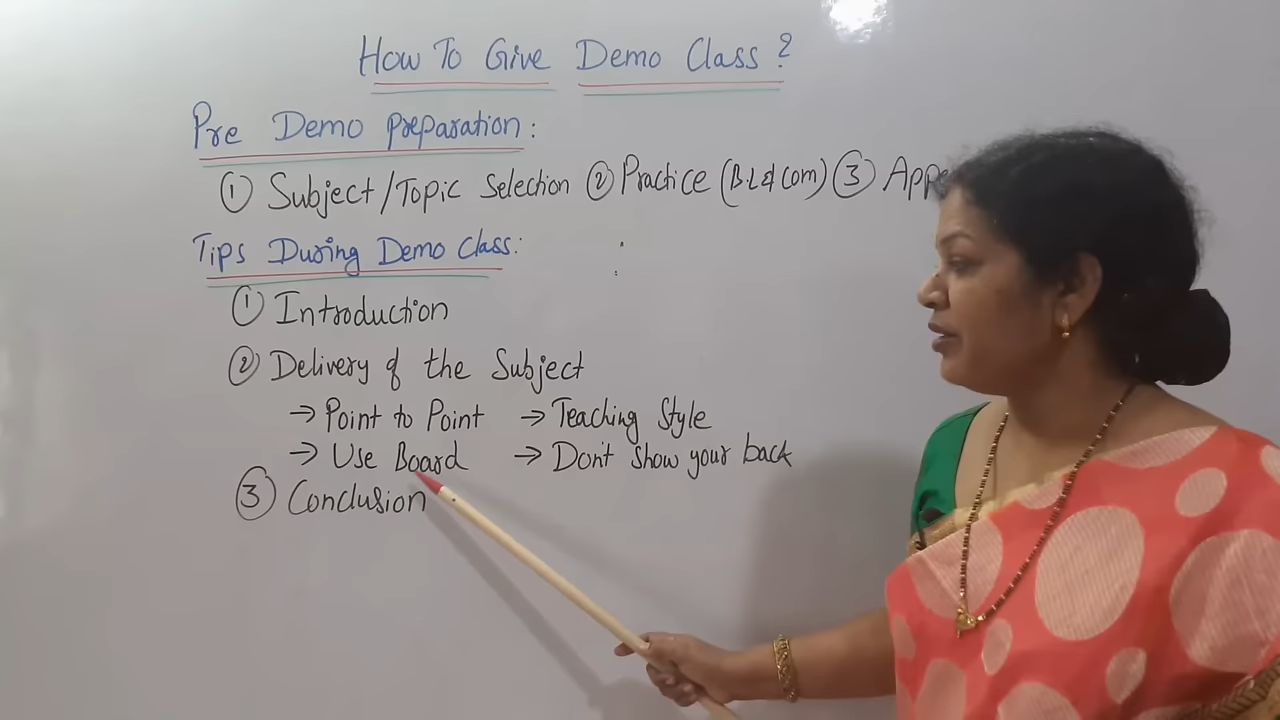 How To Give Demo Class?
Pre Demo preparation:
① Subject/Topic Selection ② Practice (B.L & Com) ③
Tips During Demo Class:
① Introduction
② Delivery of the Subject
→ Point to Point → Teaching Style
→ Use Board → Don't show your back
③ Conclusion